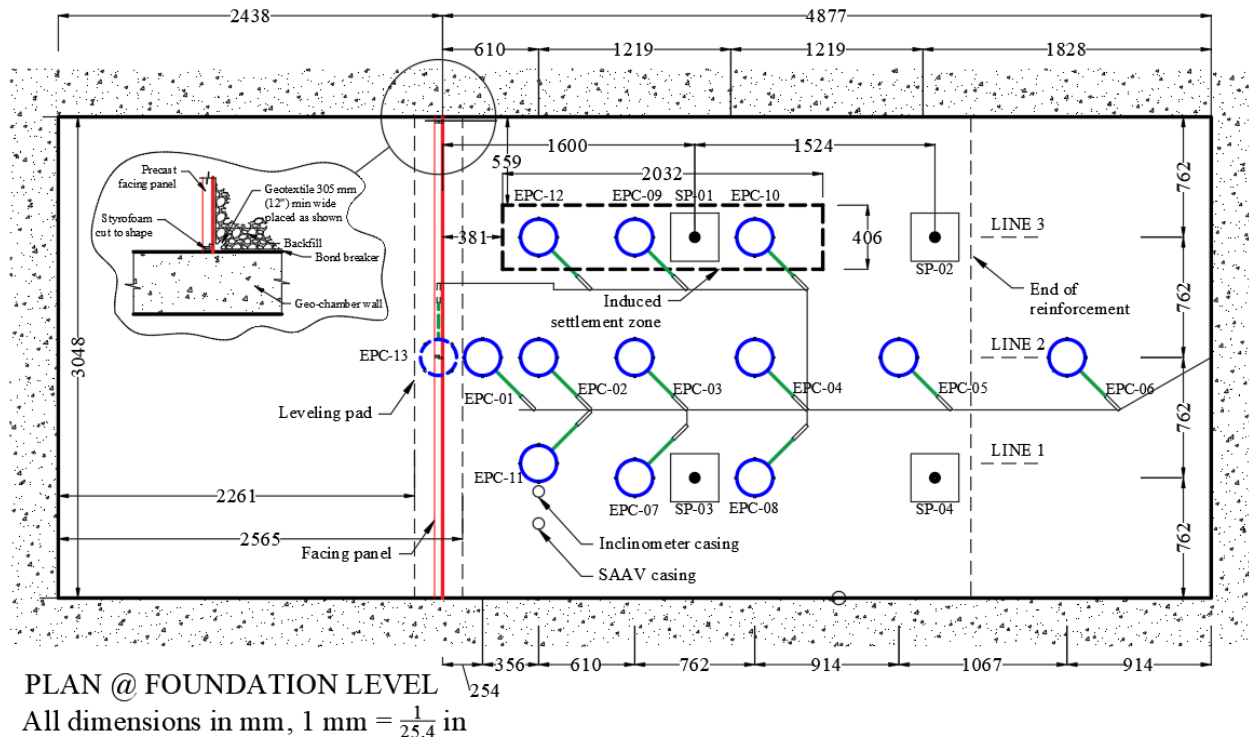 2438
4877
610
1219
1219
1828
1600
1524
559
2032
762
Precast
facing panel
Geotextile 305 mm
(12") min wide
placed as shown
Styrofoam
cut to shape
Backfill
Bond breaker
Geo-chamber wall
EPC-12
EPC-09
SP-01
EPC-10
381
406
LINE 3
SP-02
Induced
settlement zone
End of
reinforcement
762
3048
EPC-13
LINE 2
EPC-01
EPC-02
EPC-03
EPC-04
EPC-05
EPC-06
Leveling pad
762
LINE 1
EPC-11
EPC-07
SP-03
EPC-08
SP-04
2261
2565
Facing panel
Inclinometer casing
SAAV casing
762
356
610
762
914
1067
914
254
PLAN @ FOUNDATION LEVEL
All dimensions in mm, 1 mm = 1/25.4 in